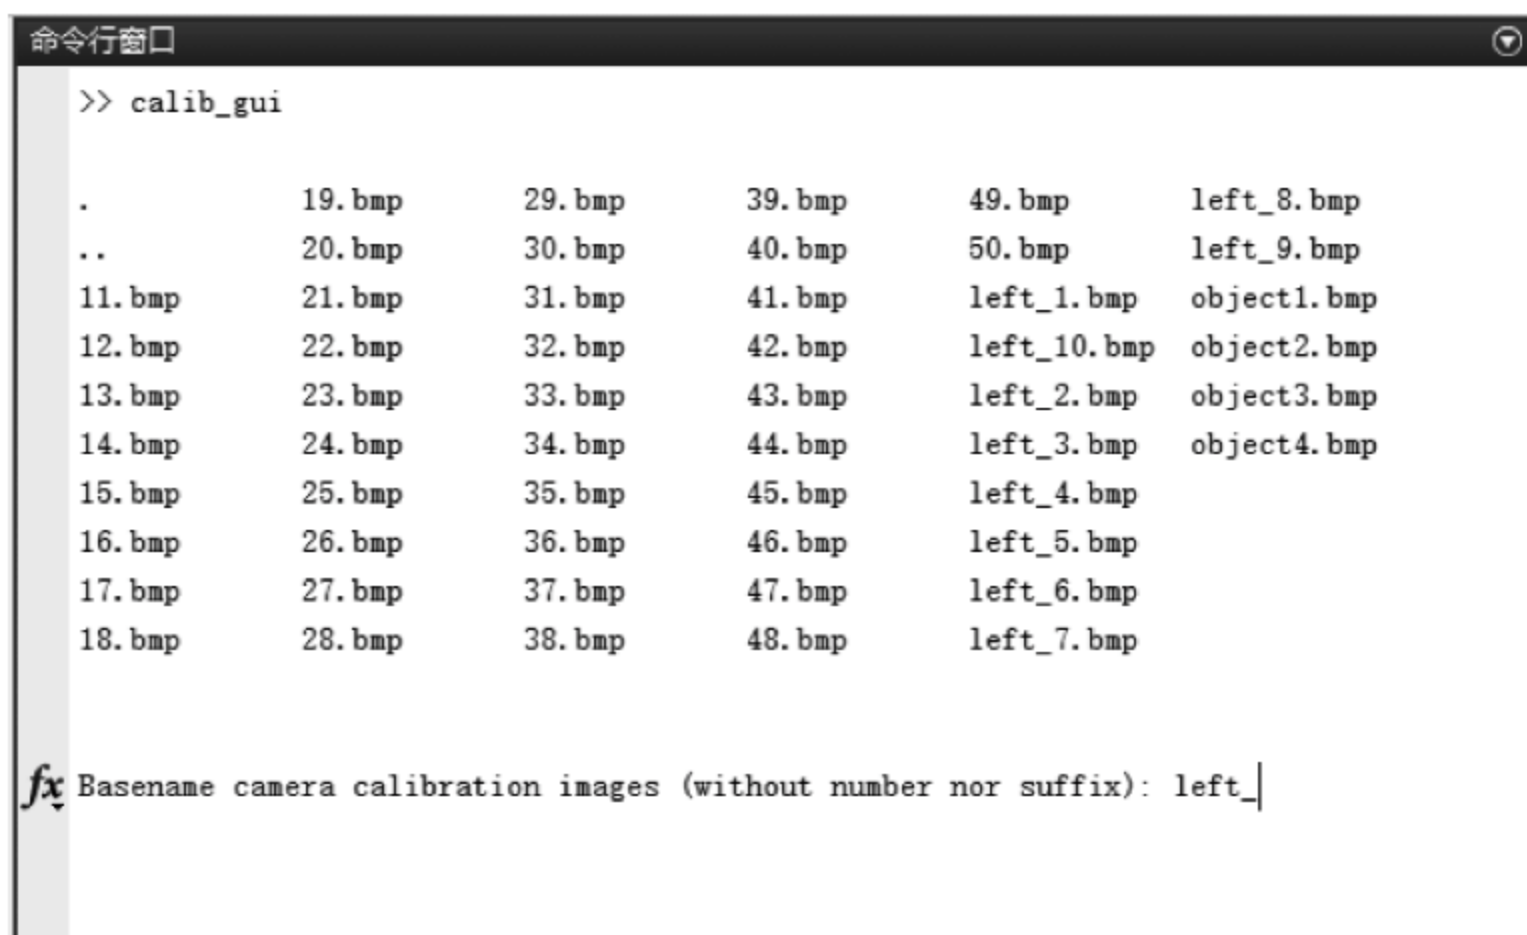 命令行窗口
>> calib_gui
. 19.bmp 29.bmp 39.bmp 49.bmp left_8.bmp
.. 20.bmp 30.bmp 40.bmp 50.bmp left_9.bmp
11.bmp 21.bmp 31.bmp 41.bmp left_1.bmp object1.bmp
12.bmp 22.bmp 32.bmp 42.bmp left_10.bmp object2.bmp
13.bmp 23.bmp 33.bmp 43.bmp left_2.bmp object3.bmp
14.bmp 24.bmp 34.bmp 44.bmp left_3.bmp object4.bmp
15.bmp 25.bmp 35.bmp 45.bmp left_4.bmp
16.bmp 26.bmp 36.bmp 46.bmp left_5.bmp
17.bmp 27.bmp 37.bmp 47.bmp left_6.bmp
18.bmp 28.bmp 38.bmp 48.bmp left_7.bmp
fx Basename camera calibration images (without number nor suffix): left_